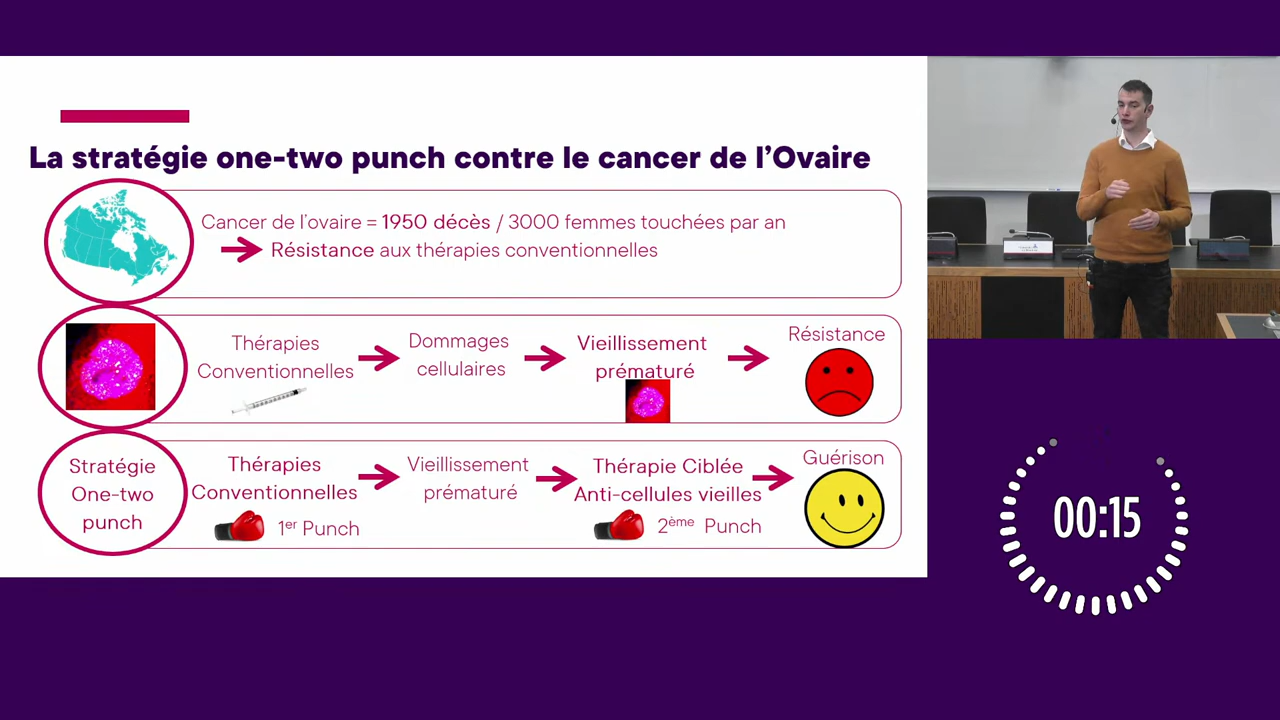 La stratégie one-two punch contre le cancer de l'Ovaire
Cancer de l'ovaire = 1950 décès / 3000 femmes touchées par an
Résistance aux thérapies conventionnelles
Thérapies
Conventionnelles
Dommages
cellulaires
Vieillissement
prématuré
Résistance
Stratégie
One-two
punch
Thérapies
Conventionnelles
1er Punch
Vieillissement
prématuré
Thérapie Ciblée
Anti-cellules vieilles
2ème Punch
Guérison
00:15